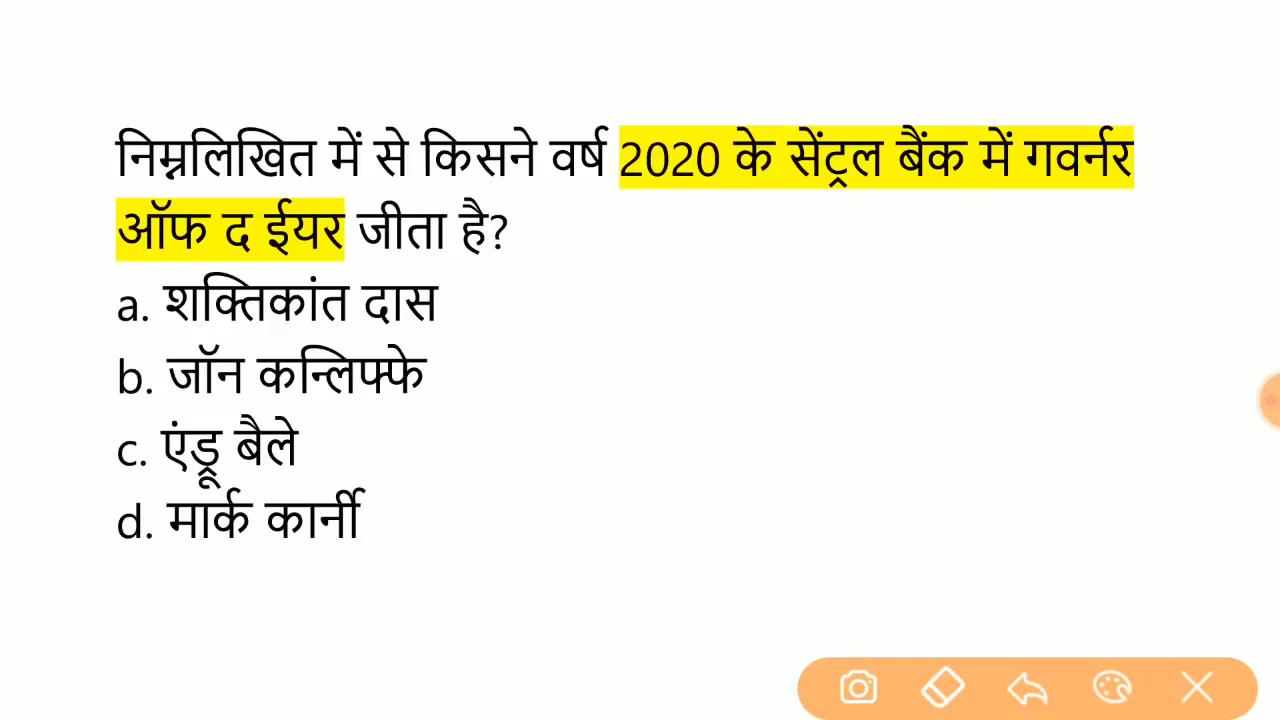 निम्नलिखित में से किसने वर्ष 2020 के सेंट्रल बैंक में गवर्नर
ऑफ द ईयर जीता है?
a. शक्तिकांत दास
b. जॉन कन्लिफ्फे
c. एंड्रू बैले
d. मार्क कार्नी